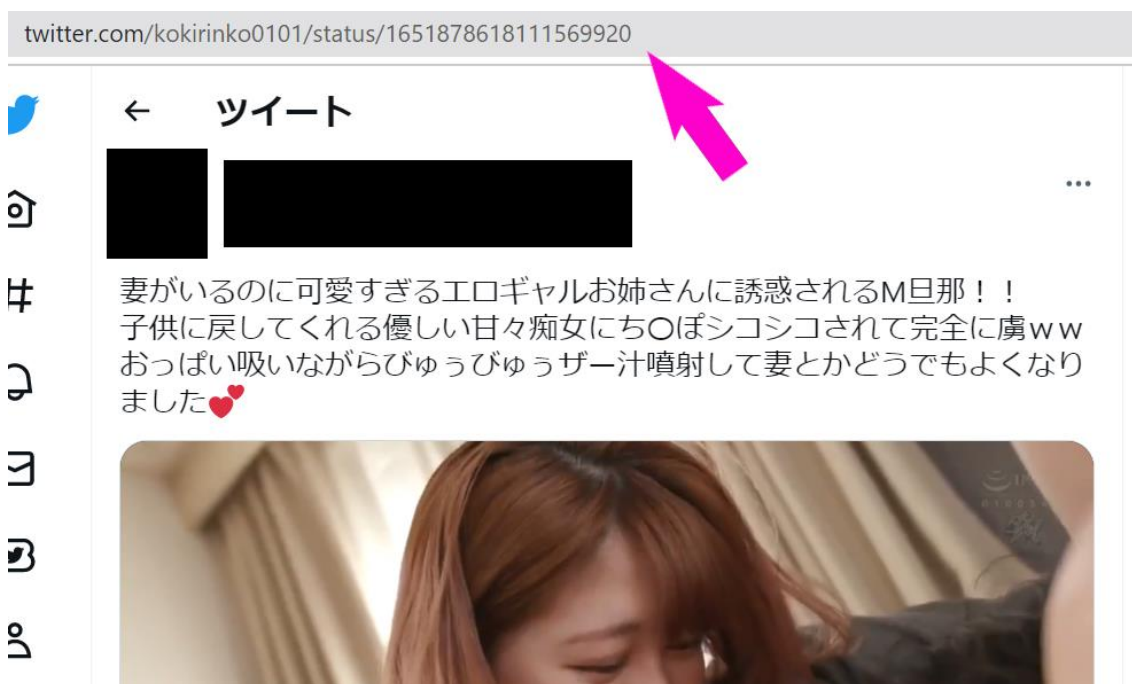 twitter.com/kokirinko0101/status/1651878618111569920
ツイート
妻がいるのに可愛すぎるエロギャルお姉さんに誘惑されるM旦那！！
子供に戻してくれる優しい甘々痴女にち〇ぽシコシコされて完全に虜ｗｗ
おっぱい吸いながらびゅぅびゅぅザー汁噴射して妻とかどうでもよくなり
ました💕